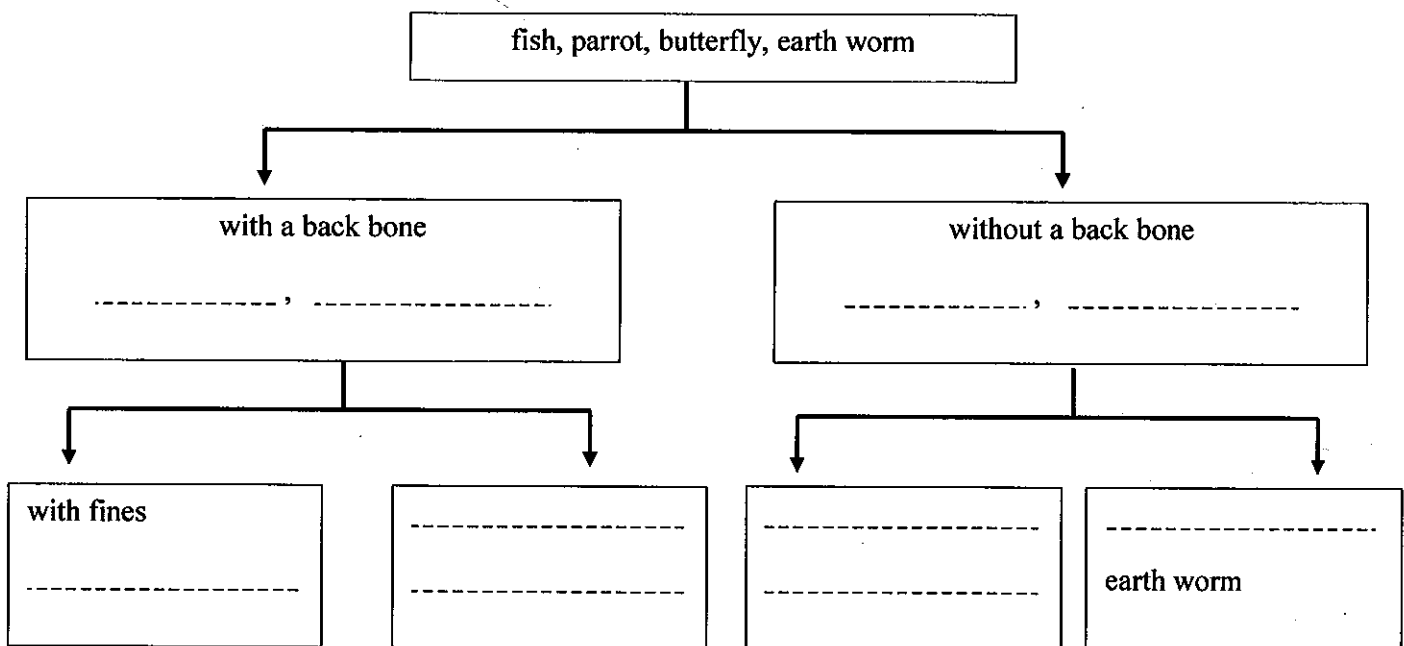 fish, parrot, butterfly, earth worm
with a back bone
,
without a back bone
,
with fines
earth worm